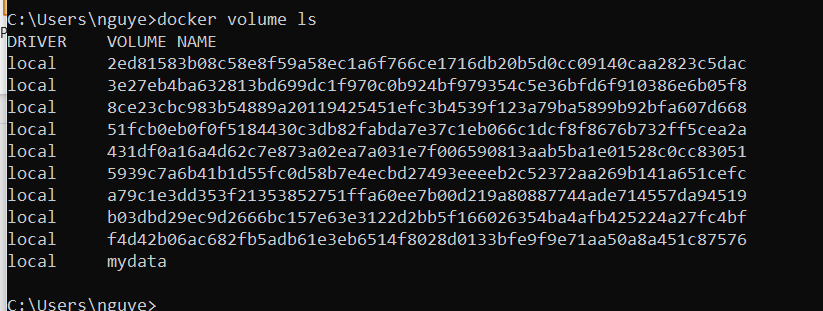 C:\Users\nguye>docker volume ls
DRIVER    VOLUME NAME
local     2ed81583b08c58e8f59a58ec1a6f766ce1716db20b5d0cc09140caa2823c5dac
local     3e27eb4ba632813bd699dc1f970c0b924bf979354c5e36bfd6f910386e6b05f8
local     8ce23cbc983b54889a20119425451efc3b4539f123a79ba5899b92bfa607d668
local     51fcb0eb0f0f5184430c3db82fabda7e37c1eb066c1dcf8f8676b732ff5cea2a
local     431df0a16a4d62c7e873a02ea7a031e7f006590813aab5ba1e01528c0cc83051
local     5939c7a6b41b1d55fc0d58b7e4ecbd27493eeeeb2c52372aa269b141a651cefc
local     a79c1e3dd353f21353852751ffa60ee7b00d219a80887744ade714557da94519
local     b03dbd29ec9d2666bc157e63e3122d2bb5f166026354ba4afb425224a27fc4bf
local     f4d42b06ac682fb5adb61e3eb6514f8028d0133bfe9f9e71aa50a8a451c87576
local     mydata
C:\Users\nguye>